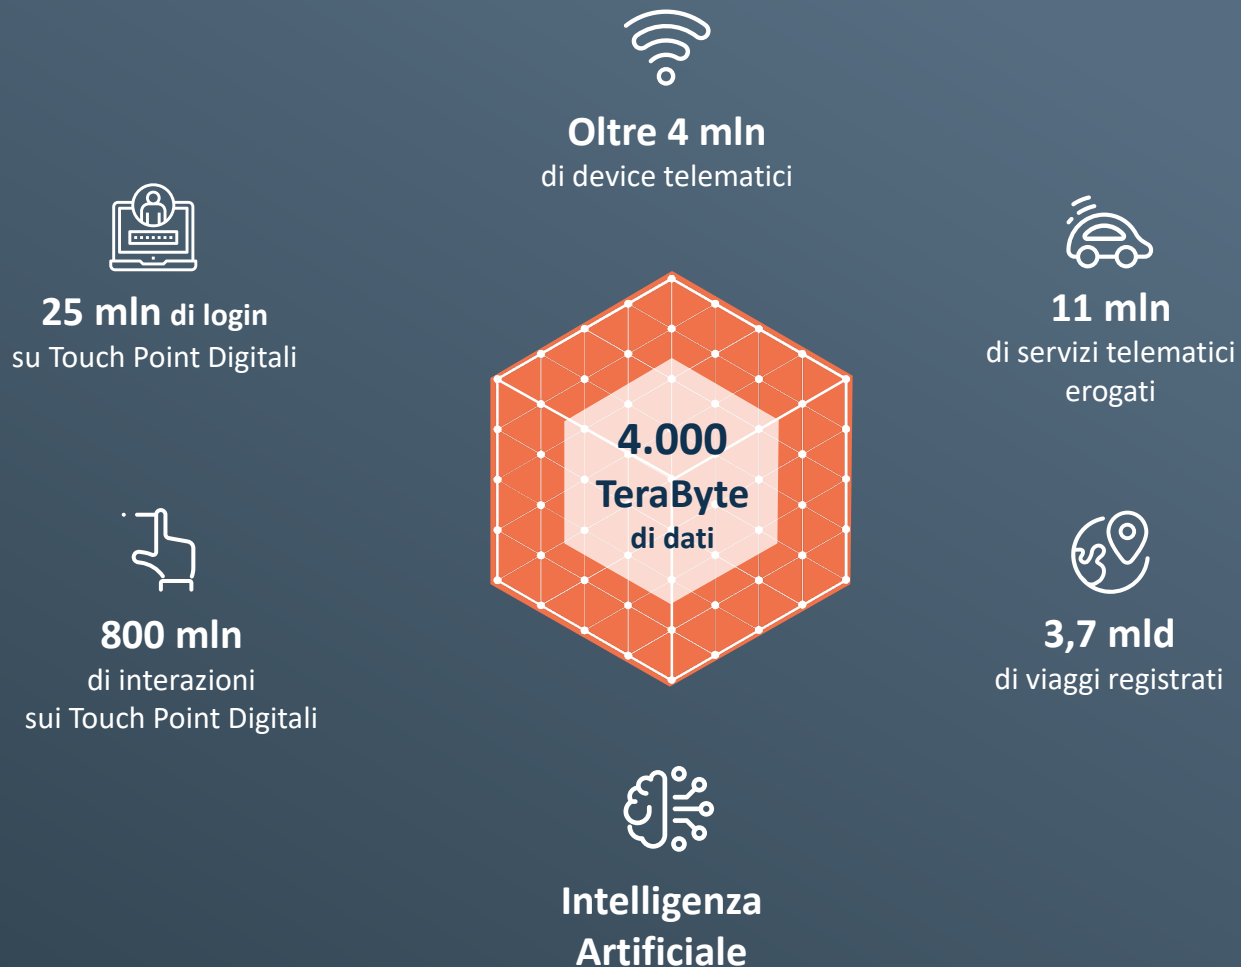 Oltre 4 mln
di device telematici
25 mln di login
su Touch Point Digitali
11 mln
di servizi telematici
erogati
4.000
TeraByte
di dati
800 mln
di interazioni
sui Touch Point Digitali
3,7 mld
di viaggi registrati
Intelligenza
Artificiale